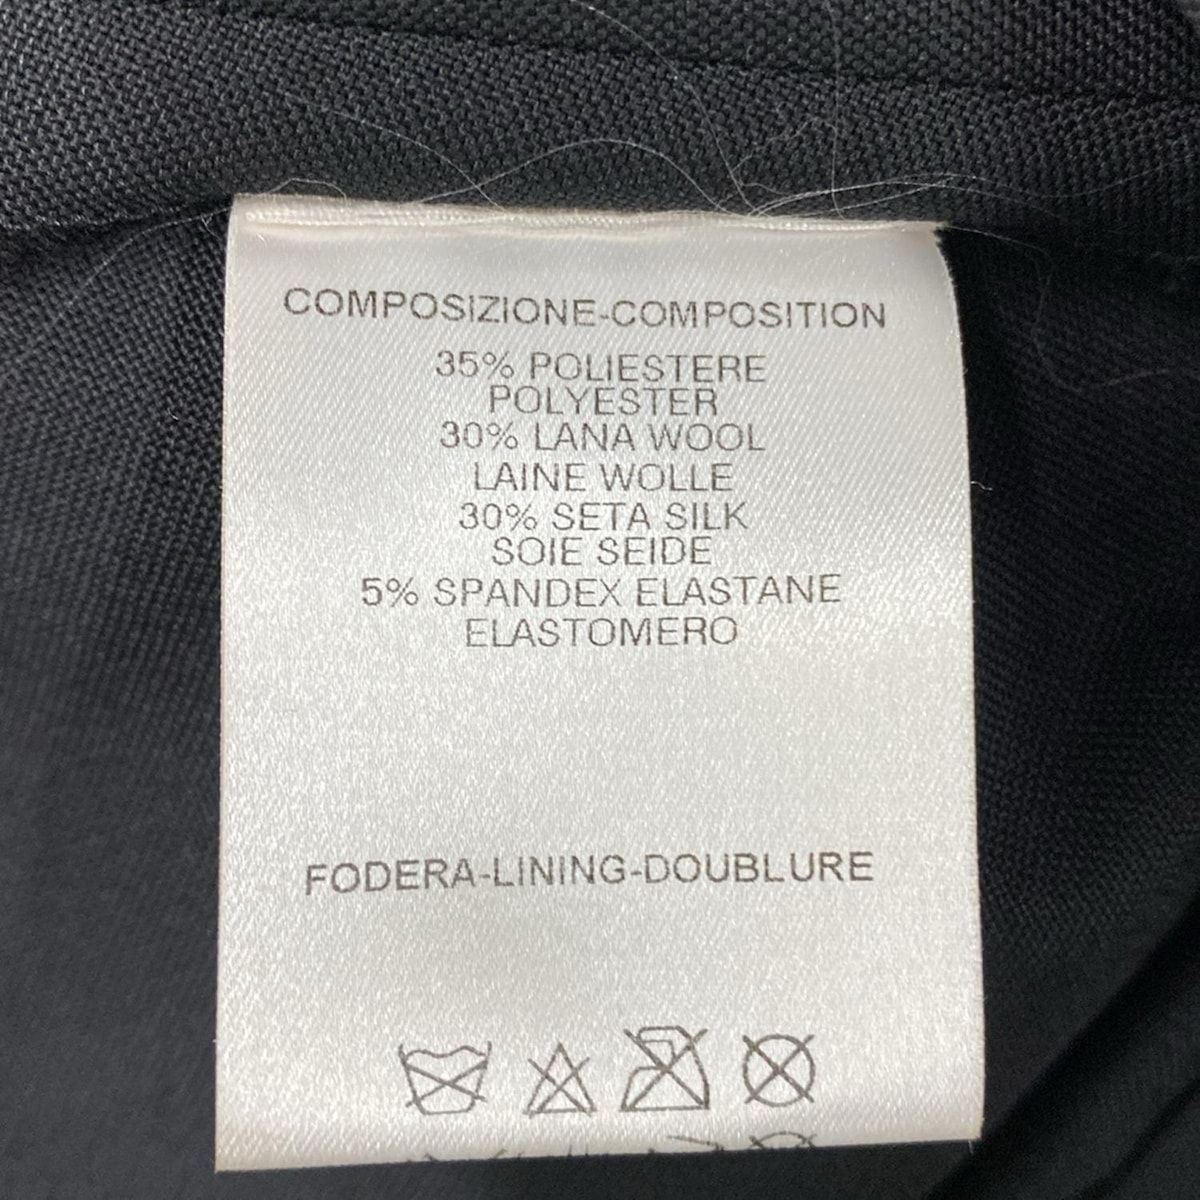 COMPOSIZIONE-COMPOSITION
35% POLIESTERE
POLYESTER
30% LANA WOOL
LAINE WOLLE
30% SETA SILK
SOIE SEIDE
5% SPANDEX ELASTANE
ELASTOMERO
FODERA-LINING-DOUBLURE